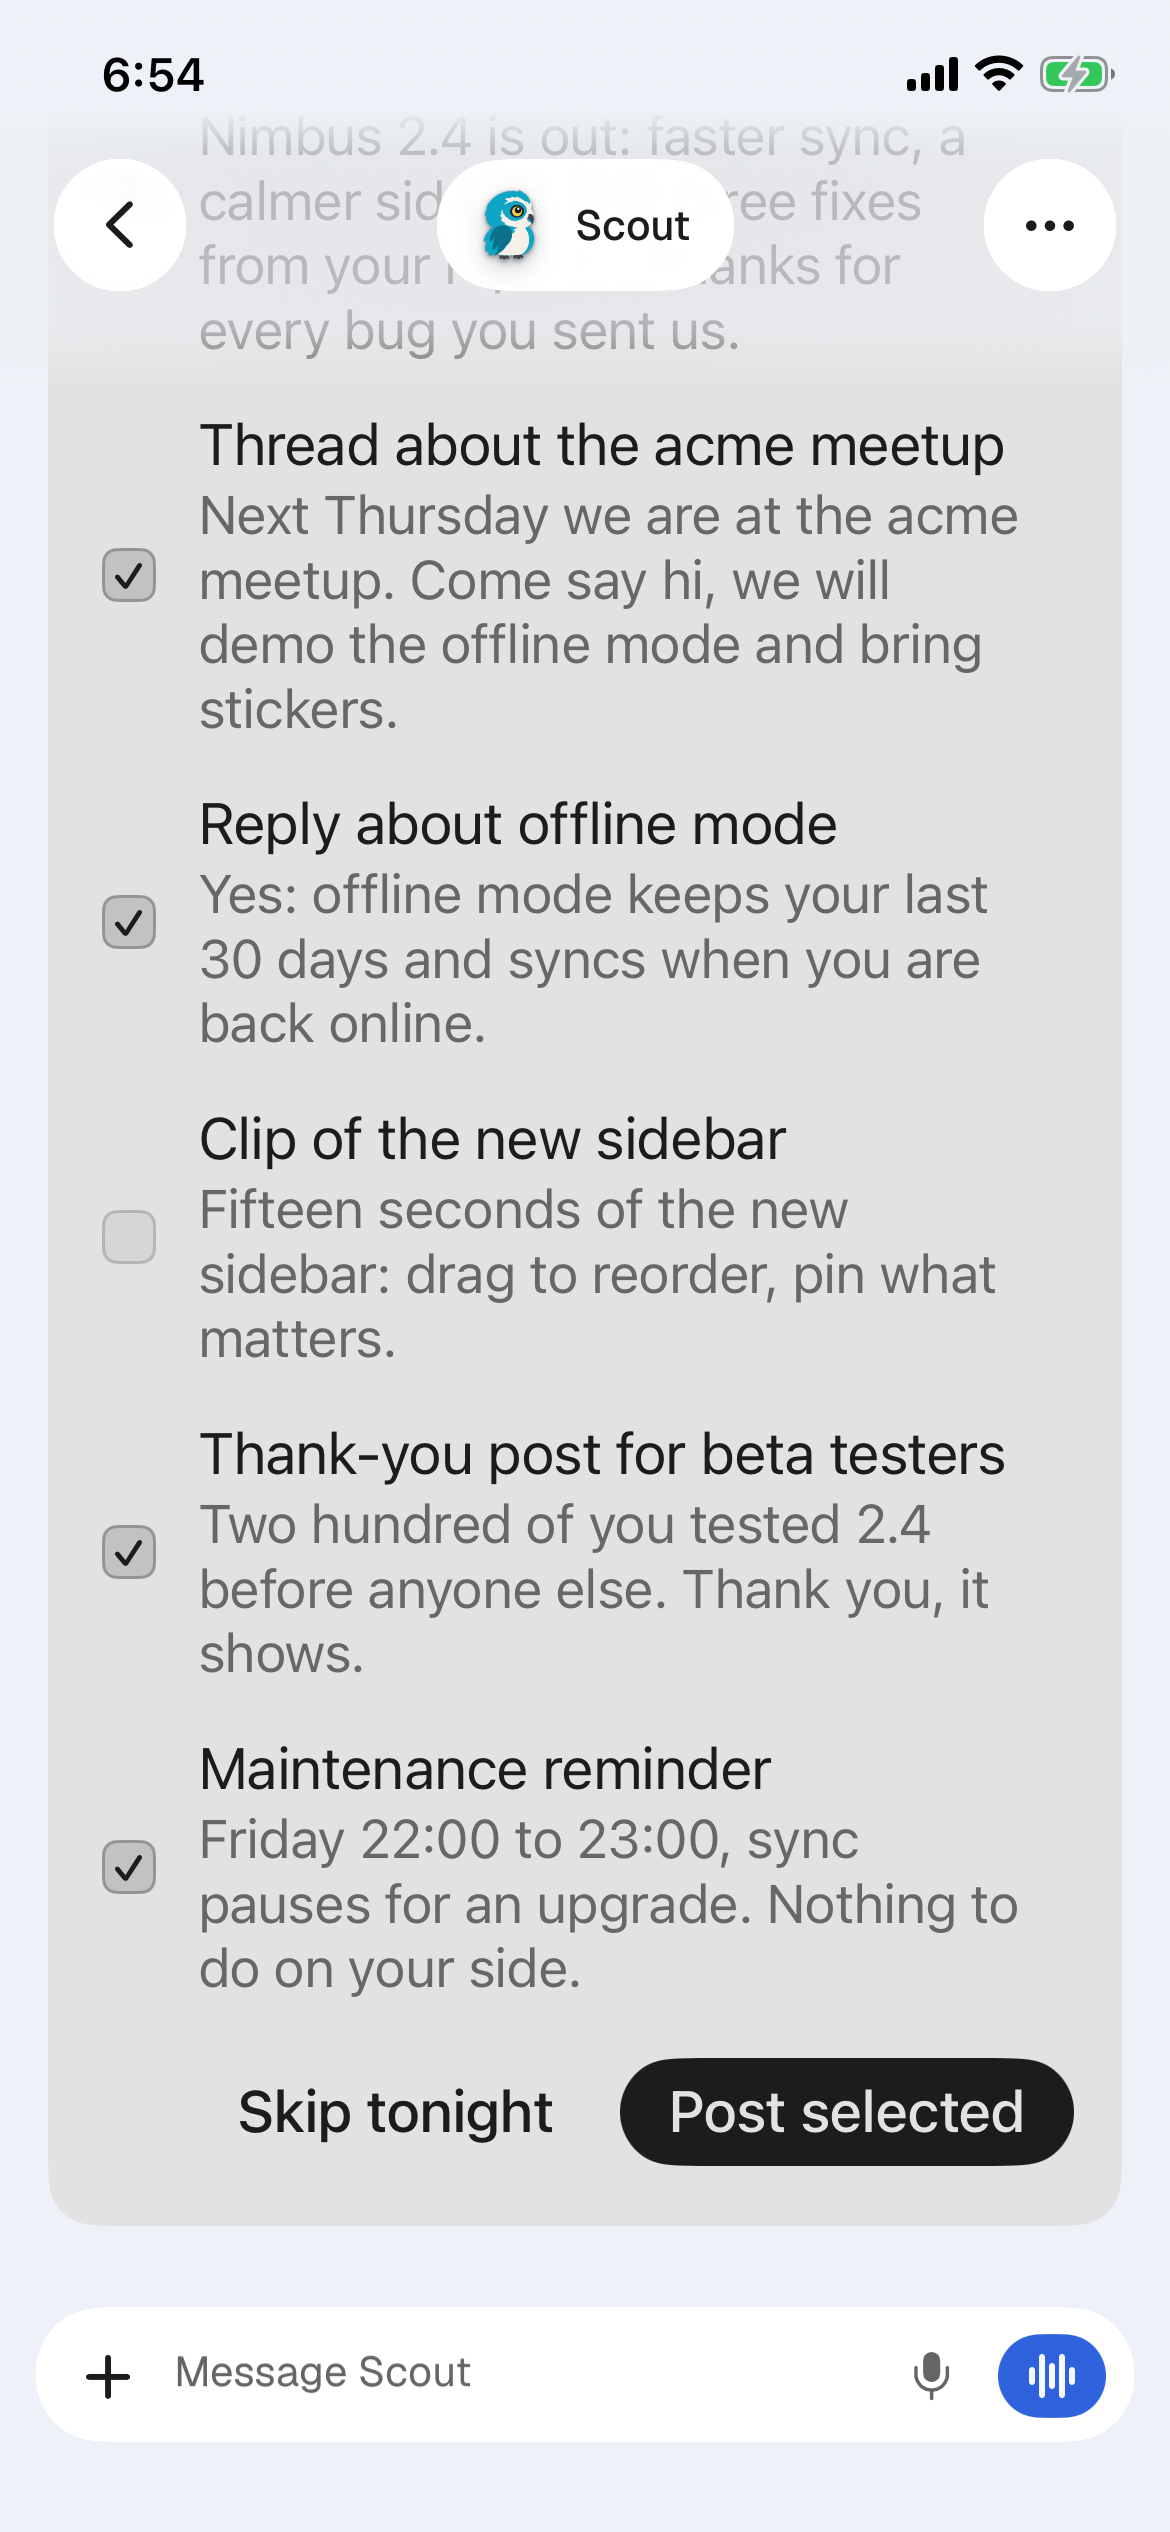 6:54
Nimbus 2.4 is out: faster sync, a
calmer sid ree fixes
Scout
from your anks for
every bug you sent us.
Thread about the acme meetup
Next Thursday we are at the acme
meetup. Come say hi, we will
demo the offline mode and bring
stickers.
Reply about offline mode
Yes: offline mode keeps your last
30 days and syncs when you are
back online.
Clip of the new sidebar
Fifteen seconds of the new
sidebar: drag to reorder, pin what
matters.
Thank-you post for beta testers
Two hundred of you tested 2.4
before anyone else. Thank you, it
shows.
Maintenance reminder
Friday 22:00 to 23:00, sync
pauses for an upgrade. Nothing to
do on your side.
Skip tonight
Post selected
Message Scout